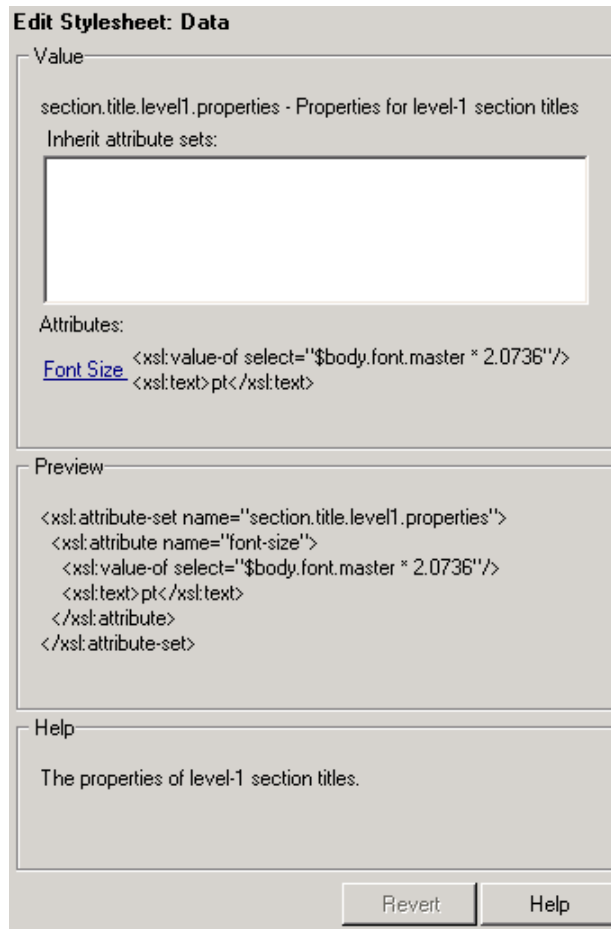 Edit Stylesheet: Data
Value
section.title.level1.properties - Properties for level-1 section titles
Inherit attribute sets:
Attributes:
Font Size <xsl:value-of select="$body.font.master * 2.0736"/>
<xsl:text>pt</xsl:text>
Preview
<xsl:attribute-set name="section.title.level1.properties">
<xsl:attribute name="font-size">
<xsl:value-of select="$body.font.master * 2.0736"/>
<xsl:text>pt</xsl:text>
</xsl:attribute>
</xsl:attribute-set>
Help
The properties of level-1 section titles.
Revert Help